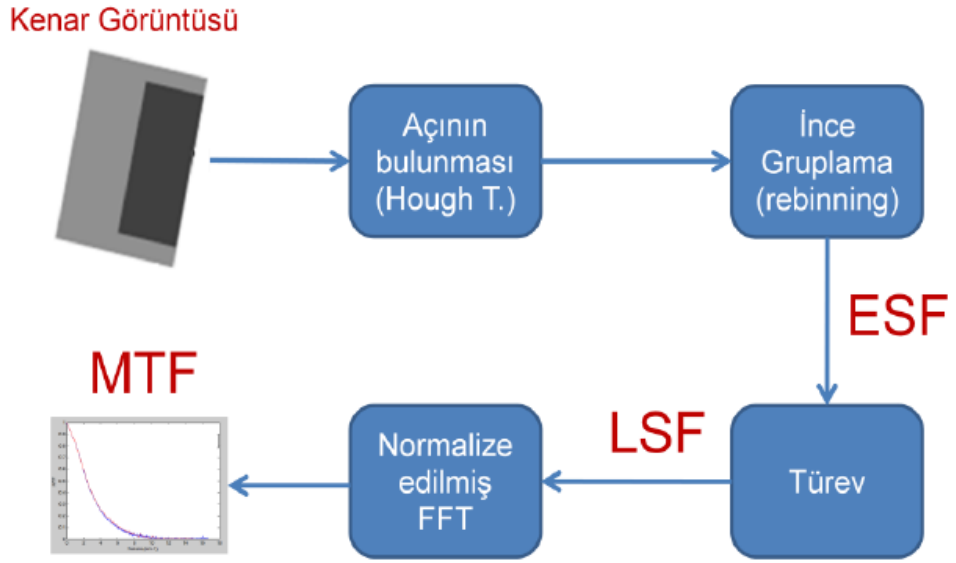 Kenar Görüntüsü
Açının
bulunması
(Hough T.)
İnce
Gruplama
(rebinning)
ESF
MTF
Normalize
edilmiş
FFT
LSF
Türev